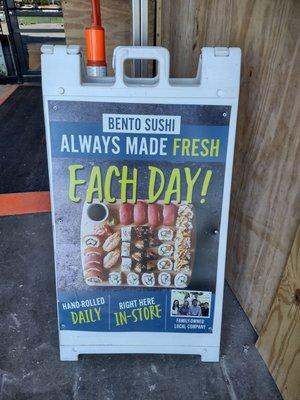 BENTO SUSHI
ALWAYS MADE FRESH
EACH DAY!
HAND-ROLLED
DAILY
RIGHT HERE
IN-STORE
FAMILY-OWNED
LOCAL COMPANY